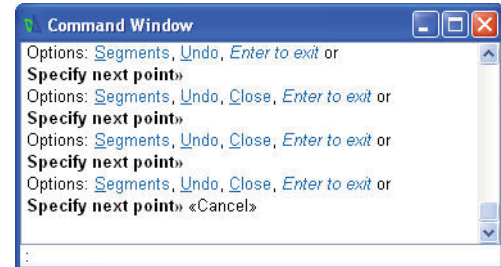 Command Window
Options: Segments, Undo, Enter to exit or
Specify next point»
Options: Segments, Undo, Close, Enter to exit or
Specify next point»
Options: Segments, Undo, Close, Enter to exit or
Specify next point»
Options: Segments, Undo, Close, Enter to exit or
Specify next point» «Cancel»
: